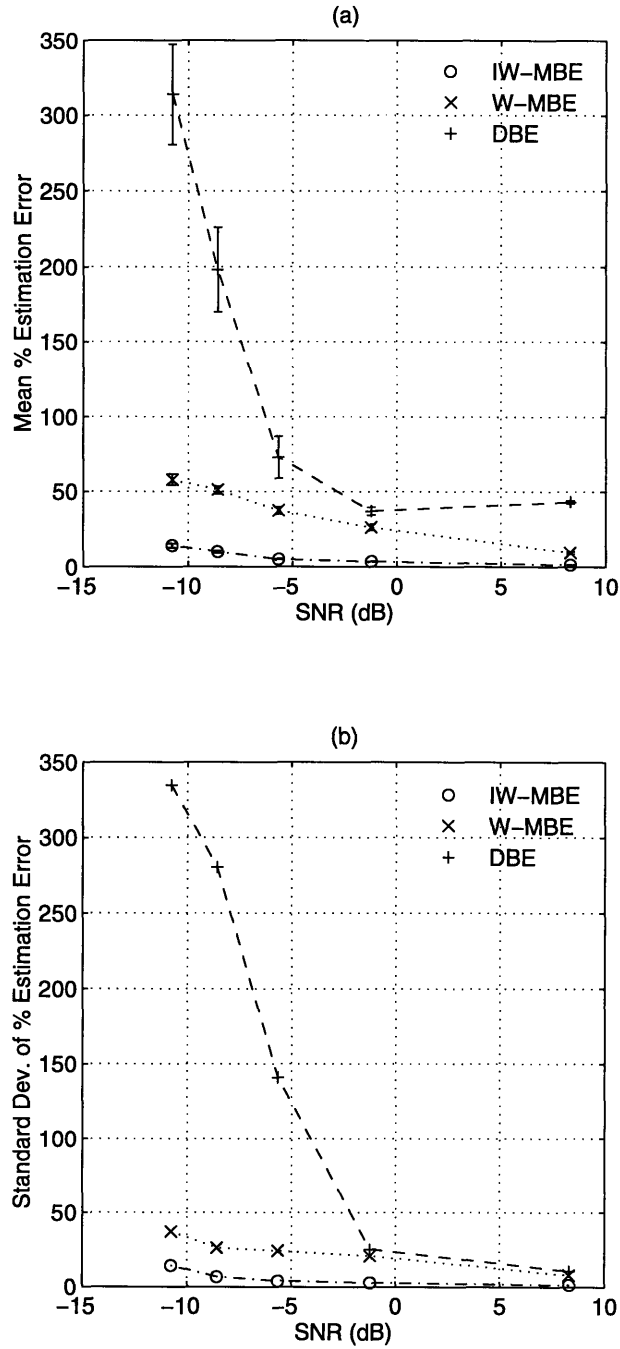 (a)
350
300
250
200
150
100
50
0
Mean % Estimation Error
IW−MBE
W−MBE
DBE
−15
−10
−5
0
5
10
SNR (dB)
(b)
350
300
250
200
150
100
50
0
Standard Dev. of % Estimation Error
IW−MBE
W−MBE
DBE
−15
−10
−5
0
5
10
SNR (dB)